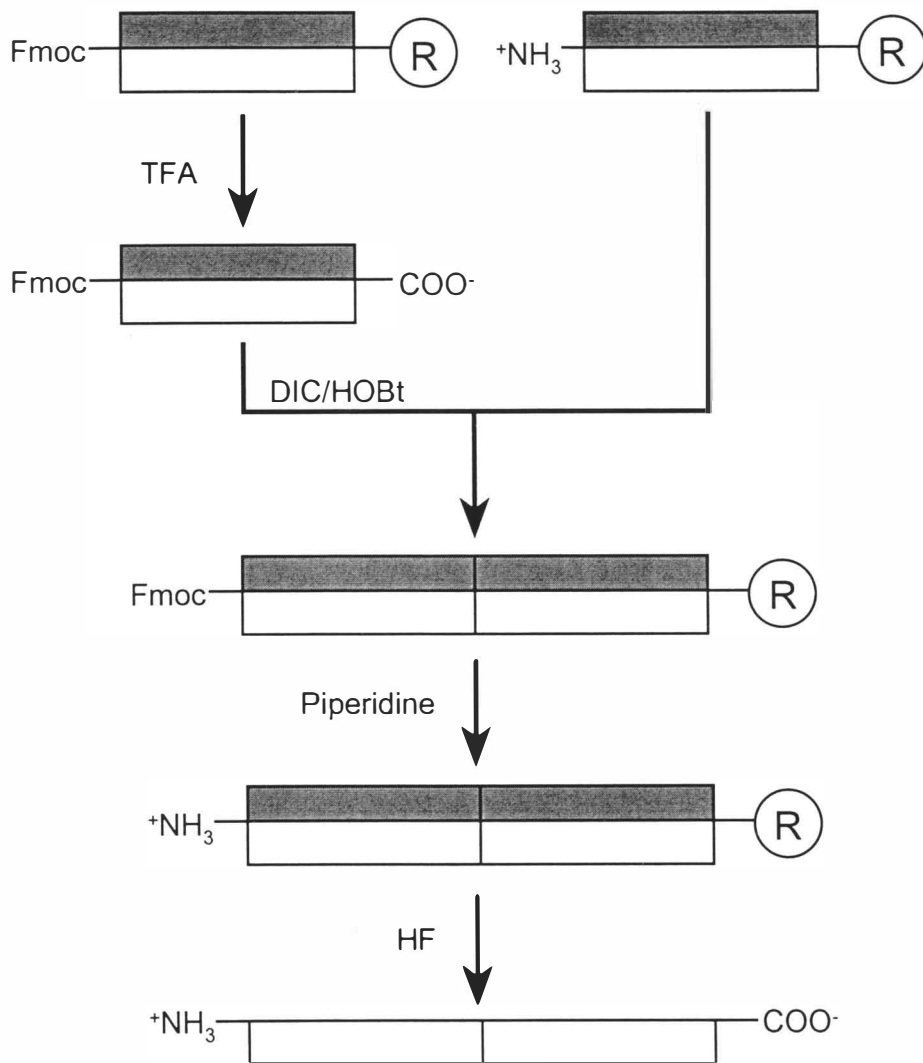 Fmoc R +NH3 R
TFA
Fmoc COO-
DIC/HOBt
Fmoc R
Piperidine
+NH3 R
HF
+NH3 COO-